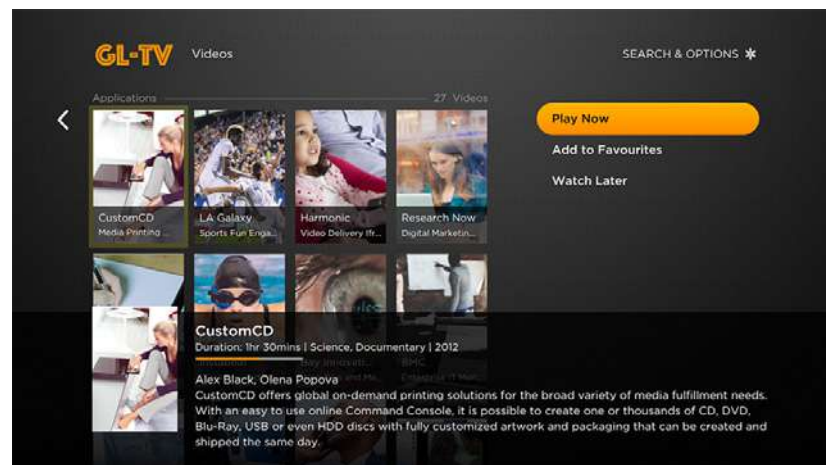 GL-TV Videos
SEARCH & OPTIONS *
Applications
27 Videos
Play Now
Add to Favourites
Watch Later
CustomCD
Media Printing ...
LA Galaxy
Sports Fun Enga...
Harmonic
Video Delivery Ifr...
Research Now
Digital Marketin...
CustomCD
Duration: 1hr 30mins | Science, Documentary | 2012
BMC
Alex Black, Olena Popova
CustomCD offers global on-demand printing solutions for the broad variety of media fulfillment needs.
With an easy to use online Command Console, it is possible to create one or thousands of CD, DVD,
Blu-Ray, USB or even HDD discs with fully customized artwork and packaging that can be created and
shipped the same day.